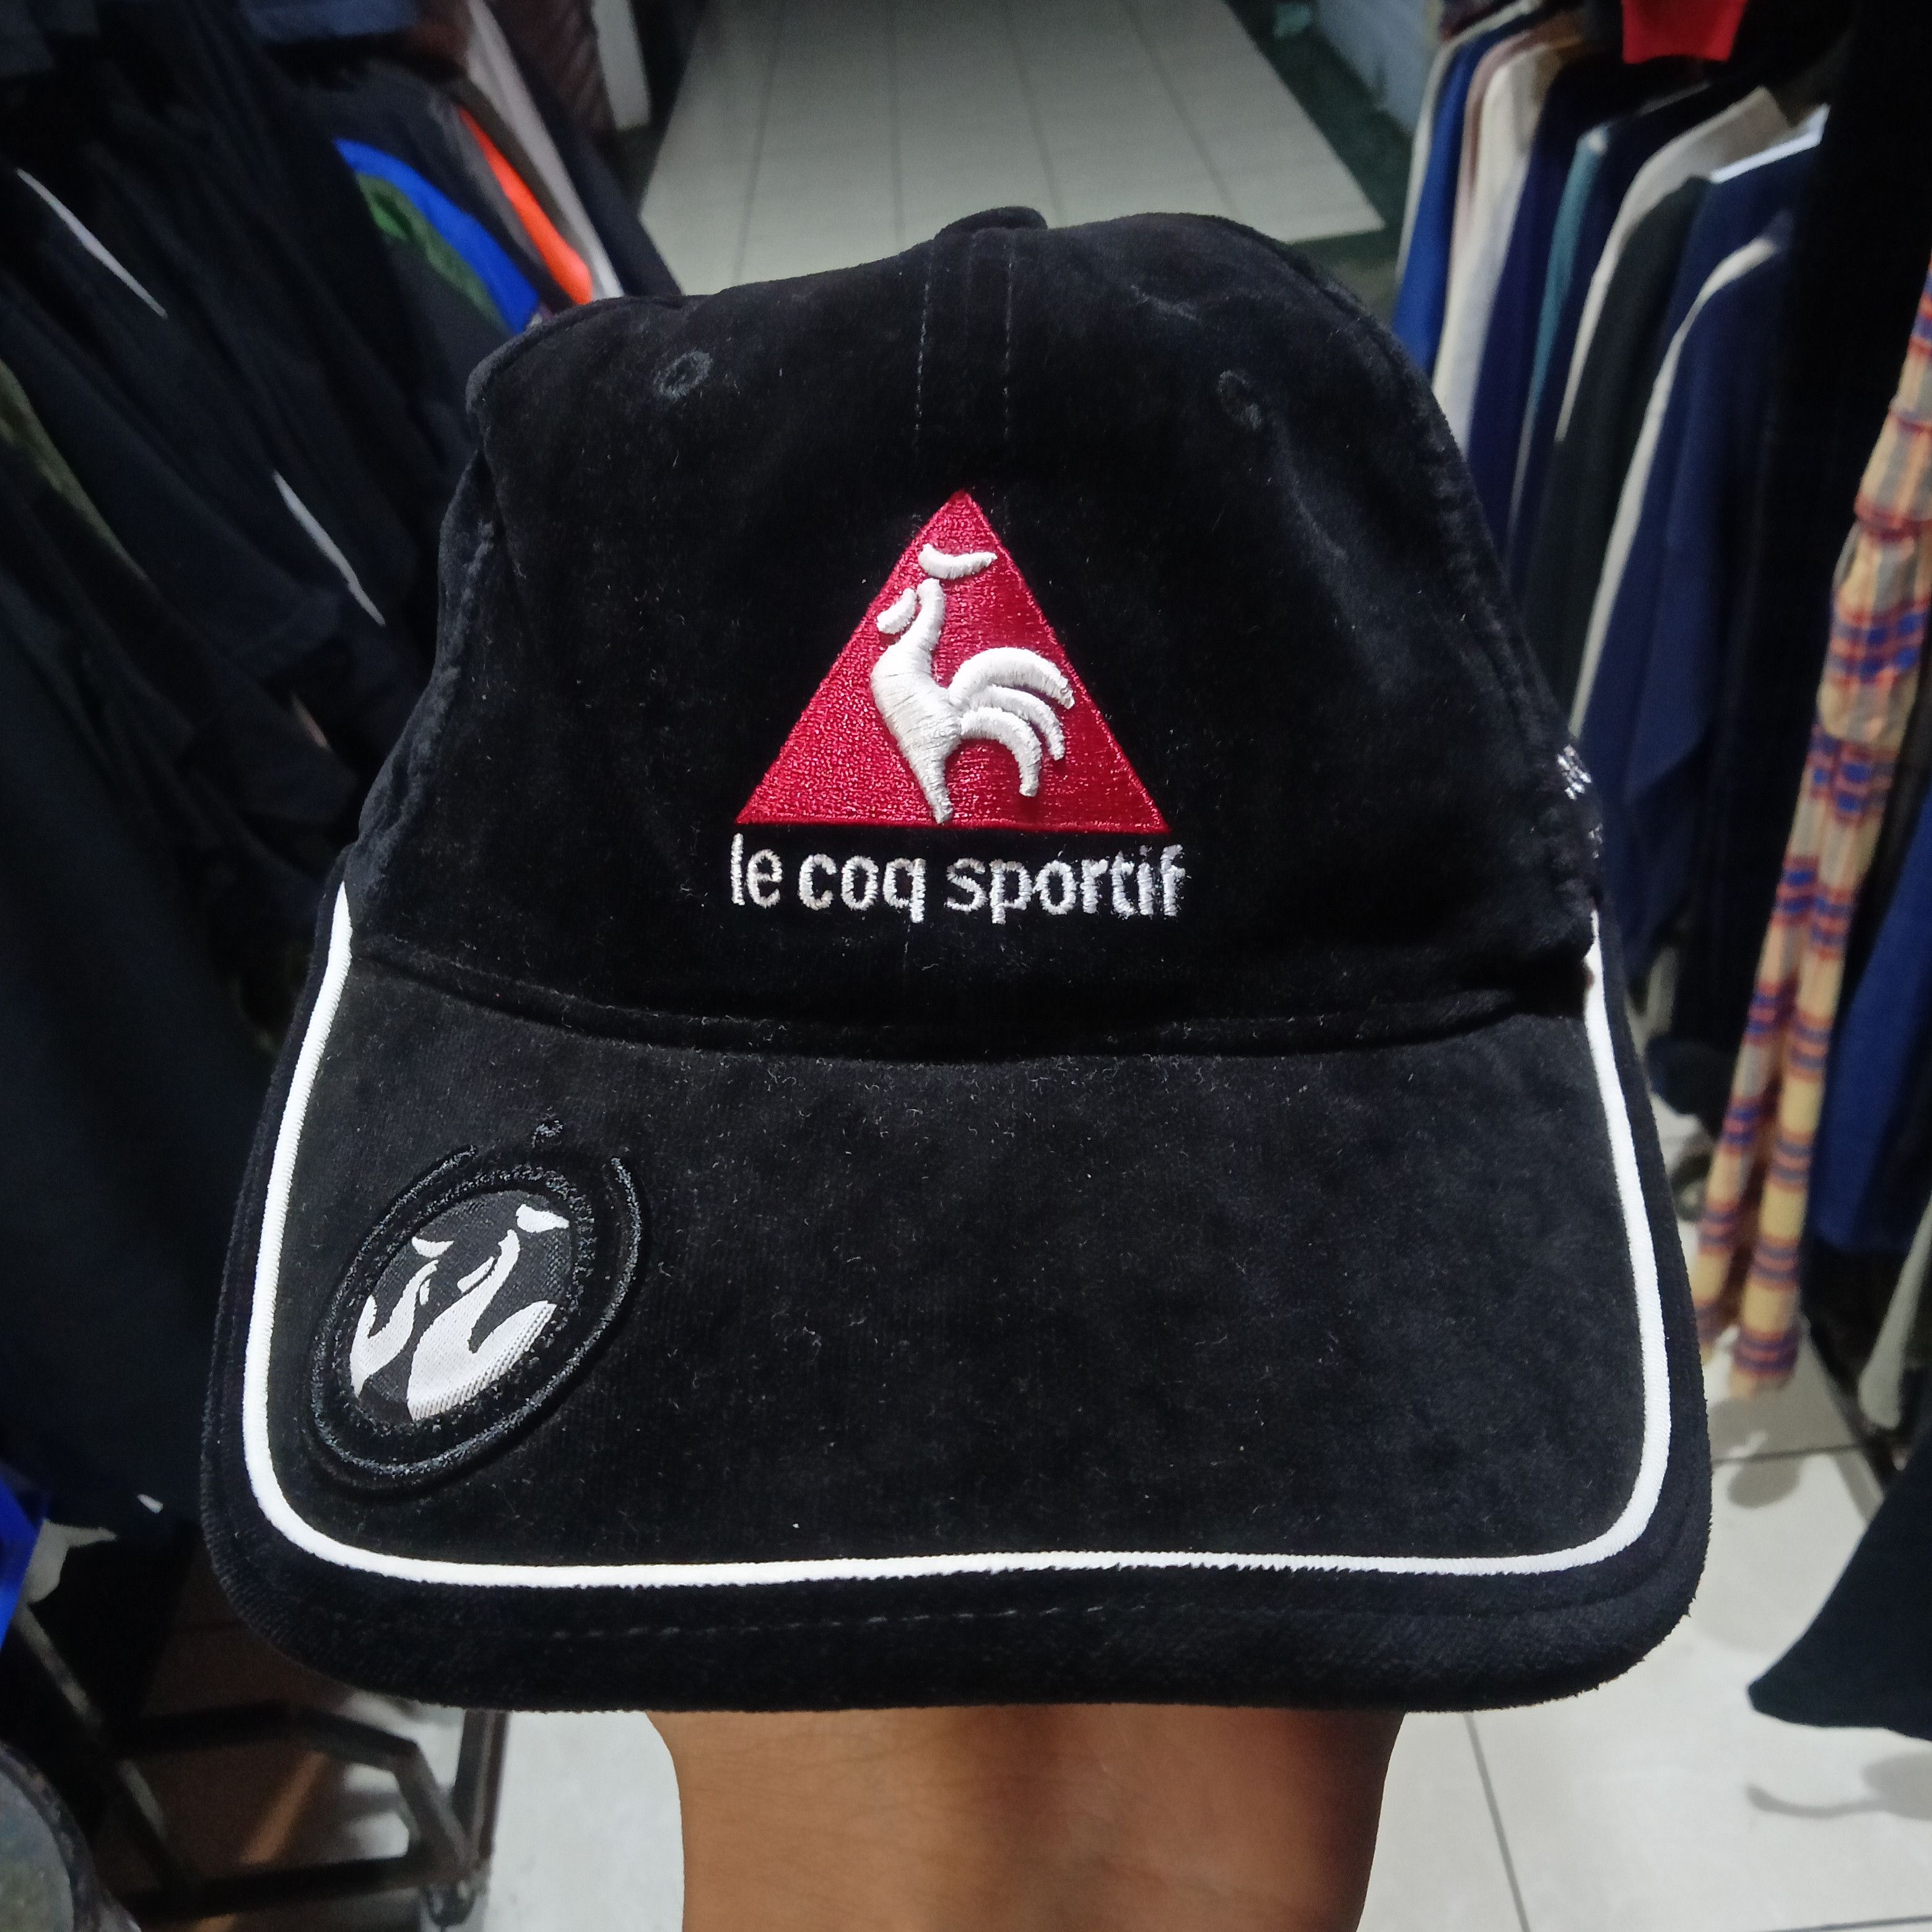 le coq sportif